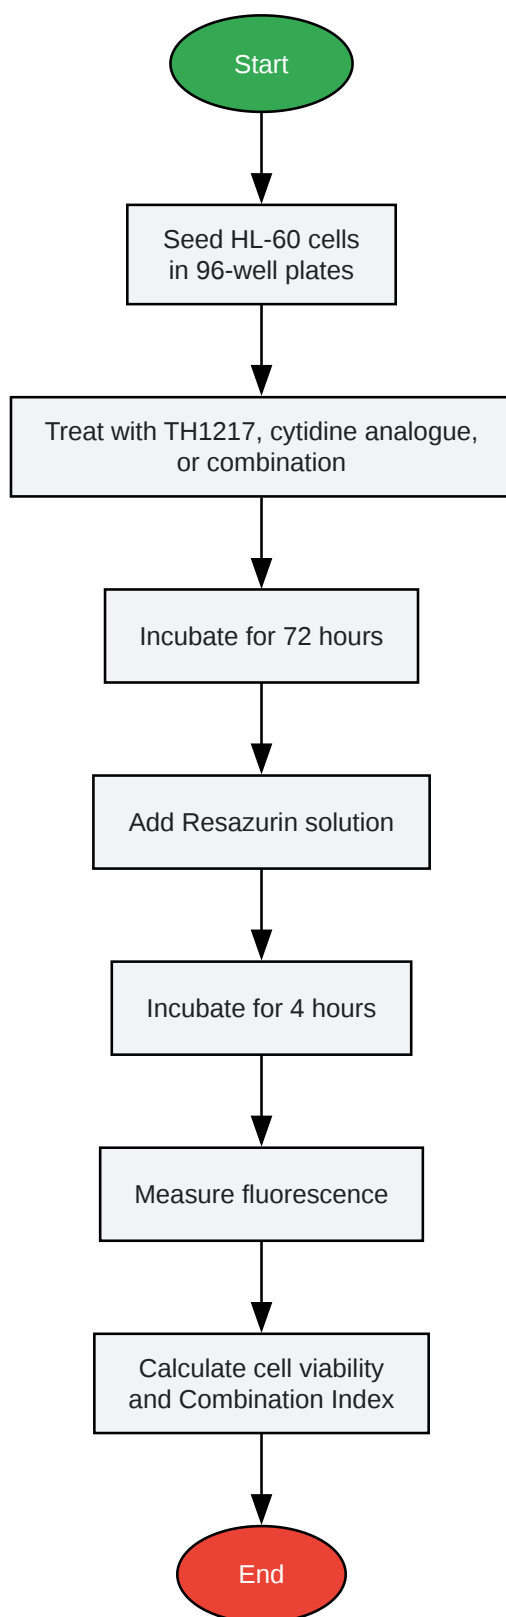 Start
Seed HL-60 cells
in 96-well plates
Treat with TH1217, cytidine analogue,
or combination
Incubate for 72 hours
Add Resazurin solution
Incubate for 4 hours
Measure fluorescence
Calculate cell viability
and Combination Index
End